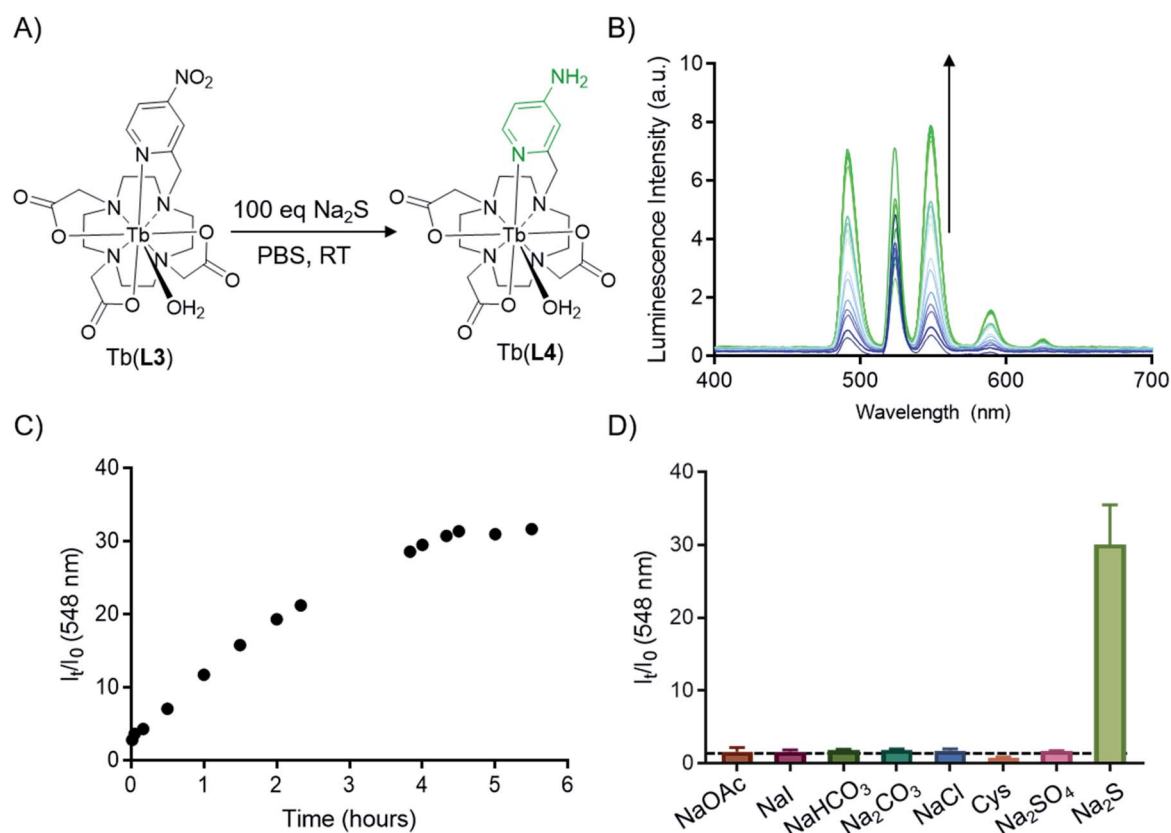 A)
NO₂
N
N
N
N
N
Tb
O
O
O
O
O
O
OH₂
Tb(L3)
100 eq Na₂S
PBS, RT
NH₂
N
N
N
N
N
Tb
O
O
O
O
O
O
OH₂
Tb(L4)
B)
Luminescence Intensity (a.u.)
10
8
6
4
2
0
400
500
600
700
Wavelength (nm)
C)
Iₜ/I₀ (548 nm)
40
30
20
10
0
0
1
2
3
4
5
6
Time (hours)
D)
Iₜ/I₀ (548 nm)
40
30
20
10
0
NaOAc
NaI
NaHCO₃
Na₂CO₃
NaCl
Cys
Na₂SO₄
Na₂S